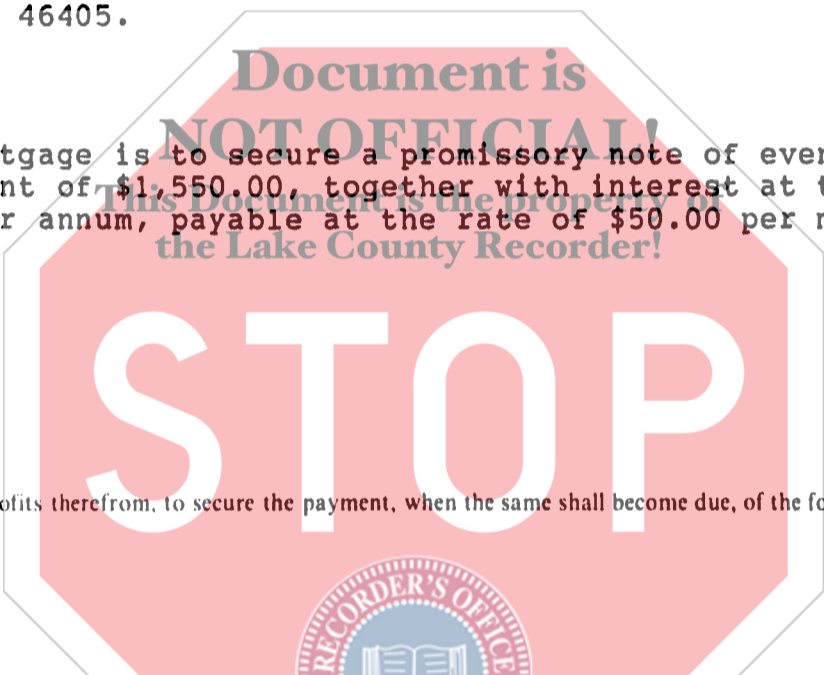 46405.
Document is
NOT OFFICIAL!
tgage is to secure a promissory note of even
nt of $1,550.00, together with interest at t
This Document is the property of
r annum, payable at the rate of $50.00 per m
the Lake County Recorder!
STOP
ofits therefrom, to secure the payment, when the same shall become due, of the fo
RECORDER'S OFFICE